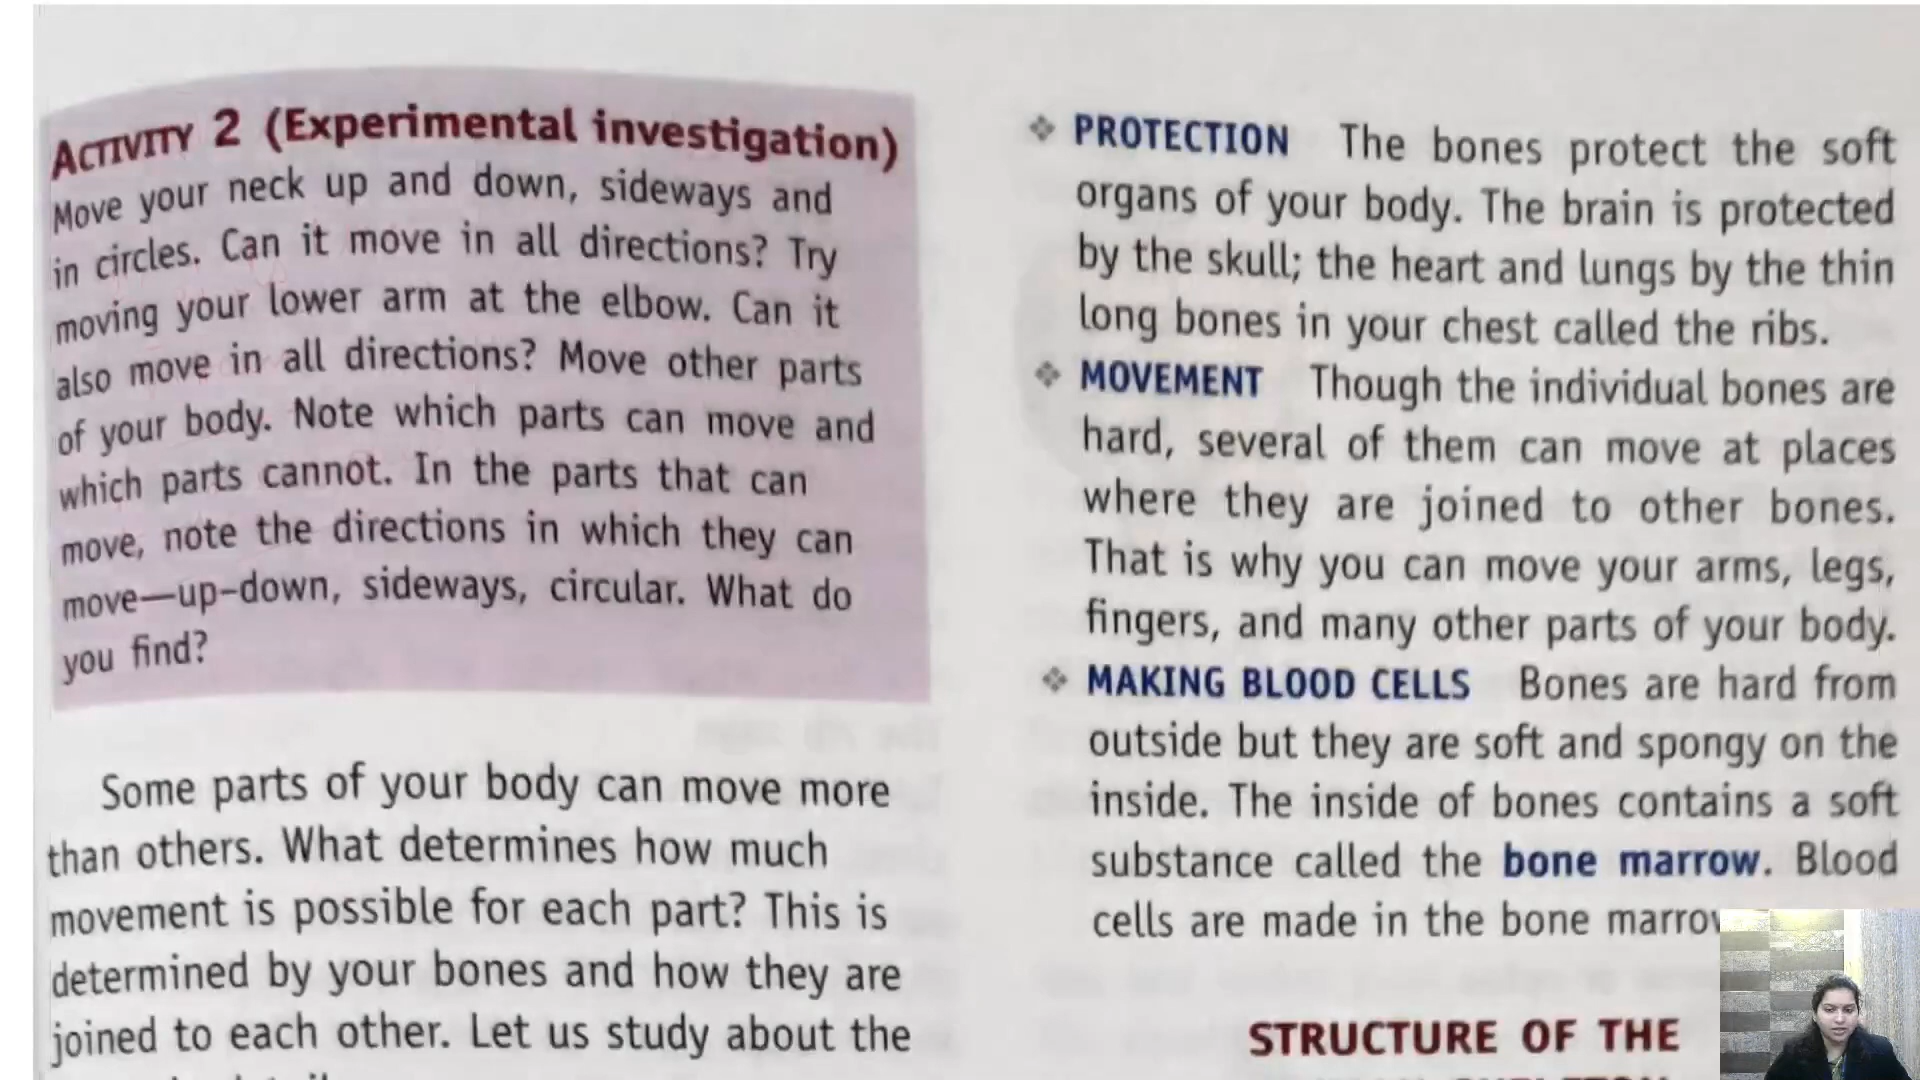 ACTIVITY 2 (Experimental investigation)
Move your neck up and down, sideways and
in circles. Can it move in all directions? Try
moving your lower arm at the elbow. Can it
also move in all directions? Move other parts
of your body. Note which parts can move and
which parts cannot. In the parts that can
move, note the directions in which they can
move—up-down, sideways, circular. What do
you find?
Some parts of your body can move more
than others. What determines how much
movement is possible for each part? This is
determined by your bones and how they are
joined to each other. Let us study about the
❖ PROTECTION The bones protect the soft
organs of your body. The brain is protected
by the skull; the heart and lungs by the thin
long bones in your chest called the ribs.
❖ MOVEMENT Though the individual bones are
hard, several of them can move at places
where they are joined to other bones.
That is why you can move your arms, legs,
fingers, and many other parts of your body.
❖ MAKING BLOOD CELLS Bones are hard from
outside but they are soft and spongy on the
inside. The inside of bones contains a soft
substance called the bone marrow. Blood
cells are made in the bone
STRUCTURE OF THE